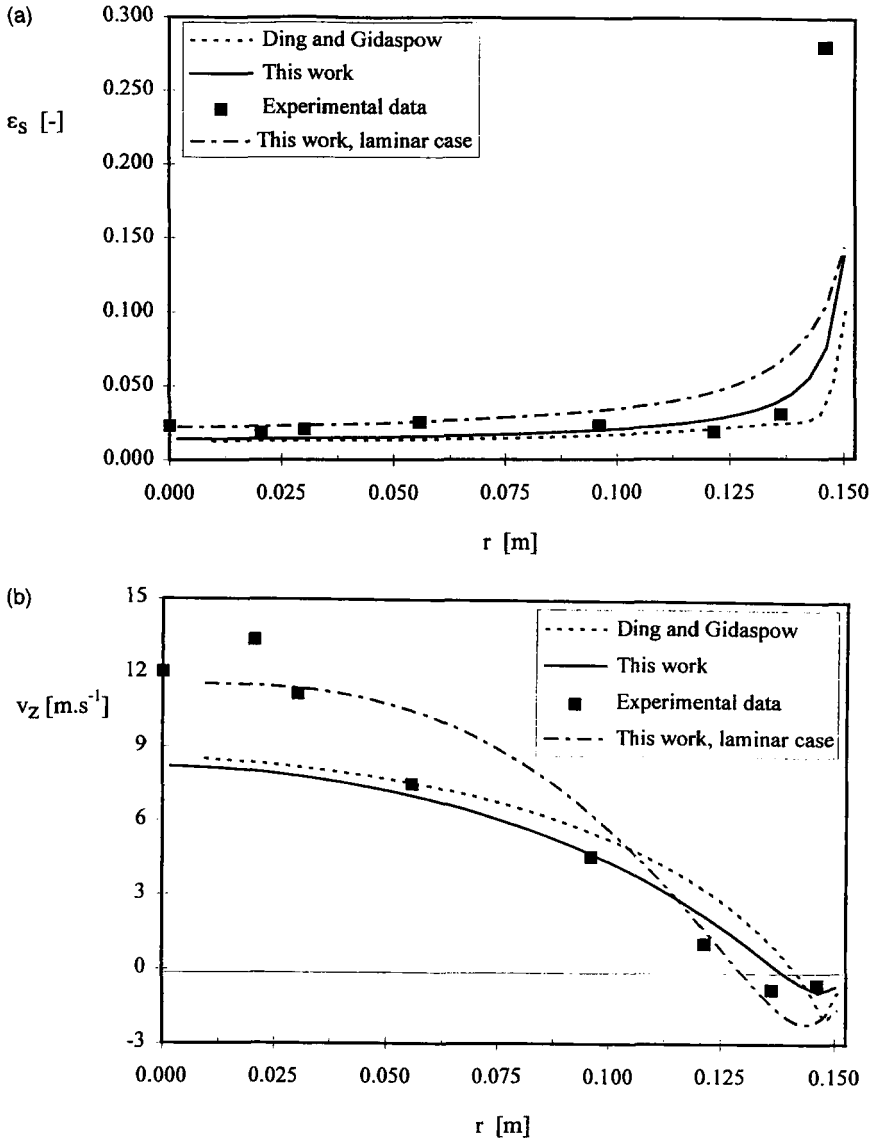 (a)
0.300
0.250
0.200
0.150
0.100
0.050
0.000
εS [-]
Ding and Gidaspow
This work
Experimental data
This work, laminar case
0.000 0.025 0.050 0.075 0.100 0.125 0.150
r [m]
(b)
15
12
9
6
3
0
-3
vZ [m.s-1]
Ding and Gidaspow
This work
Experimental data
This work, laminar case
0.000 0.025 0.050 0.075 0.100 0.125 0.150
r [m]